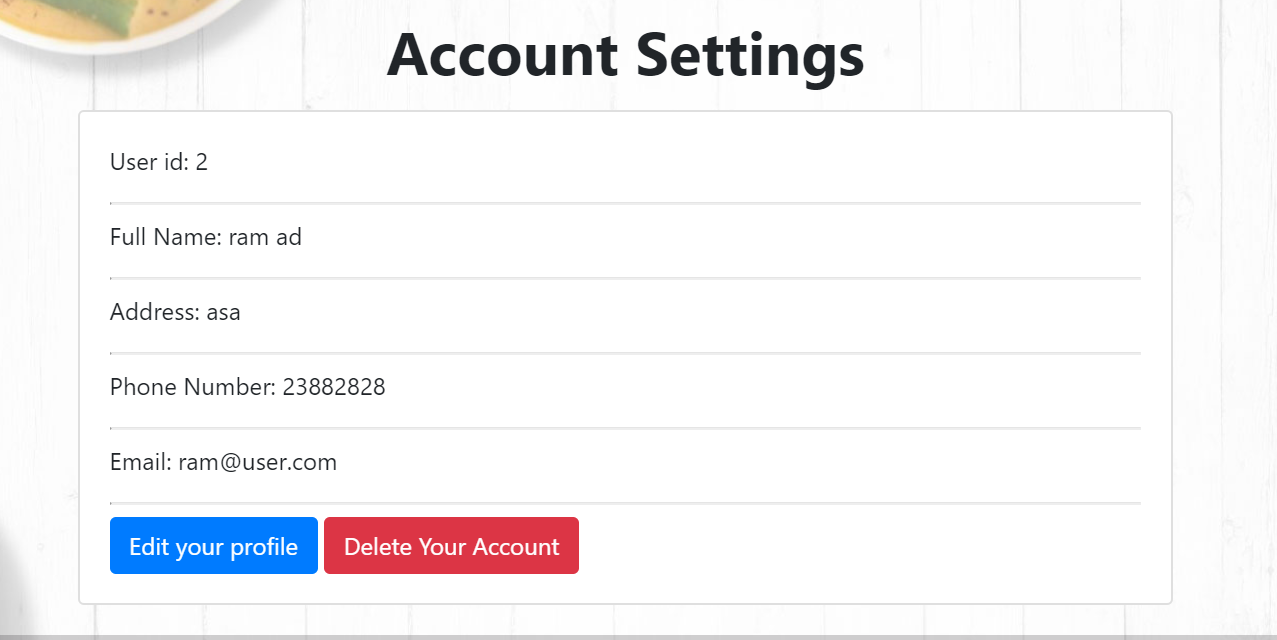 Account Settings
User id: 2
Full Name: ram ad
Address: asa
Phone Number: 23882828
Email: ram@user.com
Edit your profile Delete Your Account